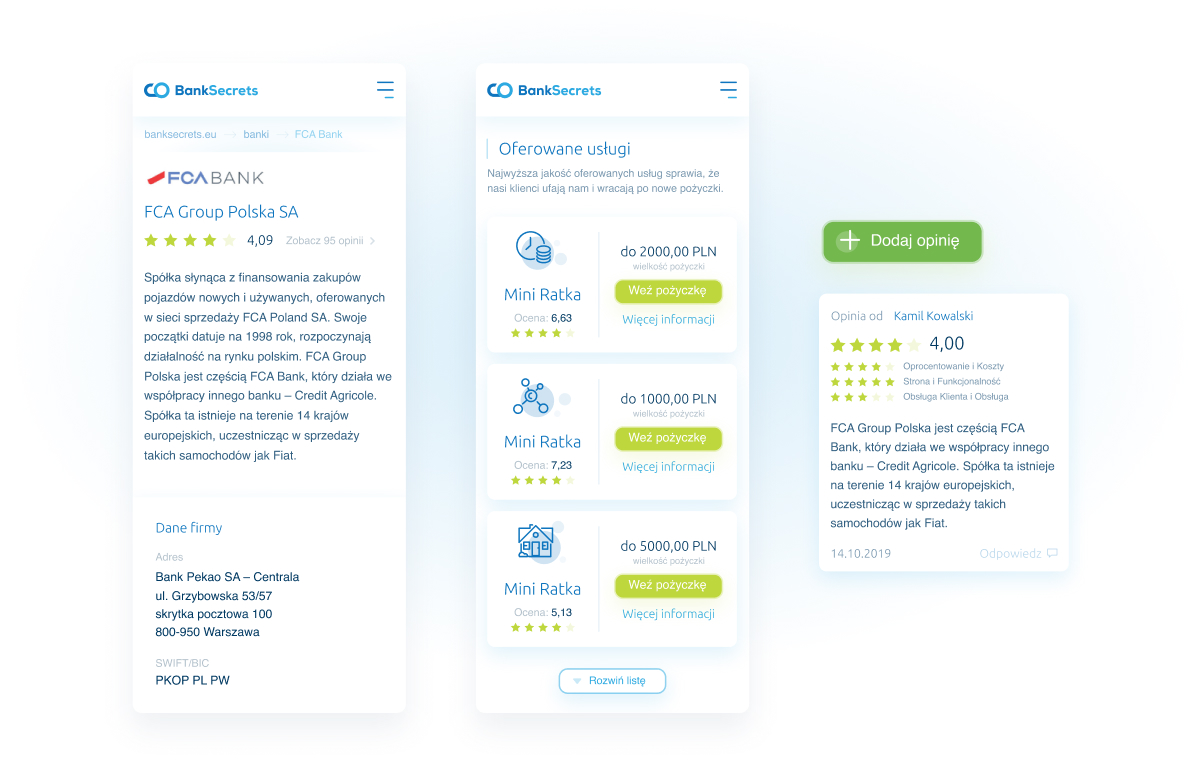 BankSecrets
banksecrets.eu → banki → FCA Bank
FCA BANK
FCA Group Polska SA
4,09 Zobacz 95 opinii
Spółka słynąca z finansowania zakupów
pojazdów nowych i używanych, oferowanych
w sieci sprzedaży FCA Poland SA. Swoje
początki datuje na 1998 rok, rozpoczynają
działalność na rynku polskim. FCA Group
Polska jest częścią FCA Bank, który działa we
współpracy innego banku – Credit Agricole.
Spółka ta istnieje na terenie 14 krajów
europejskich, uczestnicząc w sprzedaży
takich samochodów jak Fiat.
Dane firmy
Adres
Bank Pekao SA – Centrala
ul. Grzybowska 53/57
skrytka pocztowa 100
800-950 Warszawa
SWIFT/BIC
PKOP PL PW
BankSecrets
Oferowane usługi
Najwyższa jakość oferowanych usług sprawia, że
nasi klienci ufają nam i wracają po nowe pożyczki.
Mini Ratka
Ocena: 6,63
do 2000,00 PLN
wielkość pożyczki
Weź pożyczkę
Więcej informacji
Mini Ratka
Ocena: 7,23
do 1000,00 PLN
wielkość pożyczki
Weź pożyczkę
Więcej informacji
Mini Ratka
Ocena: 5,13
do 5000,00 PLN
wielkość pożyczki
Weź pożyczkę
Więcej informacji
Rozwiń listę
Dodaj opinię
Opinia od Kamil Kowalski
4,00
Oprocentowanie i Koszty
Strona i Funkcjonalność
Obsługa Klienta i Obsługa
FCA Group Polska jest częścią FCA
Bank, który działa we współpracy innego
banku – Credit Agricole. Spółka ta istnieje
na terenie 14 krajów europejskich,
uczestnicząc w sprzedaży takich
samochodów jak Fiat.
14.10.2019 Odpowiedz